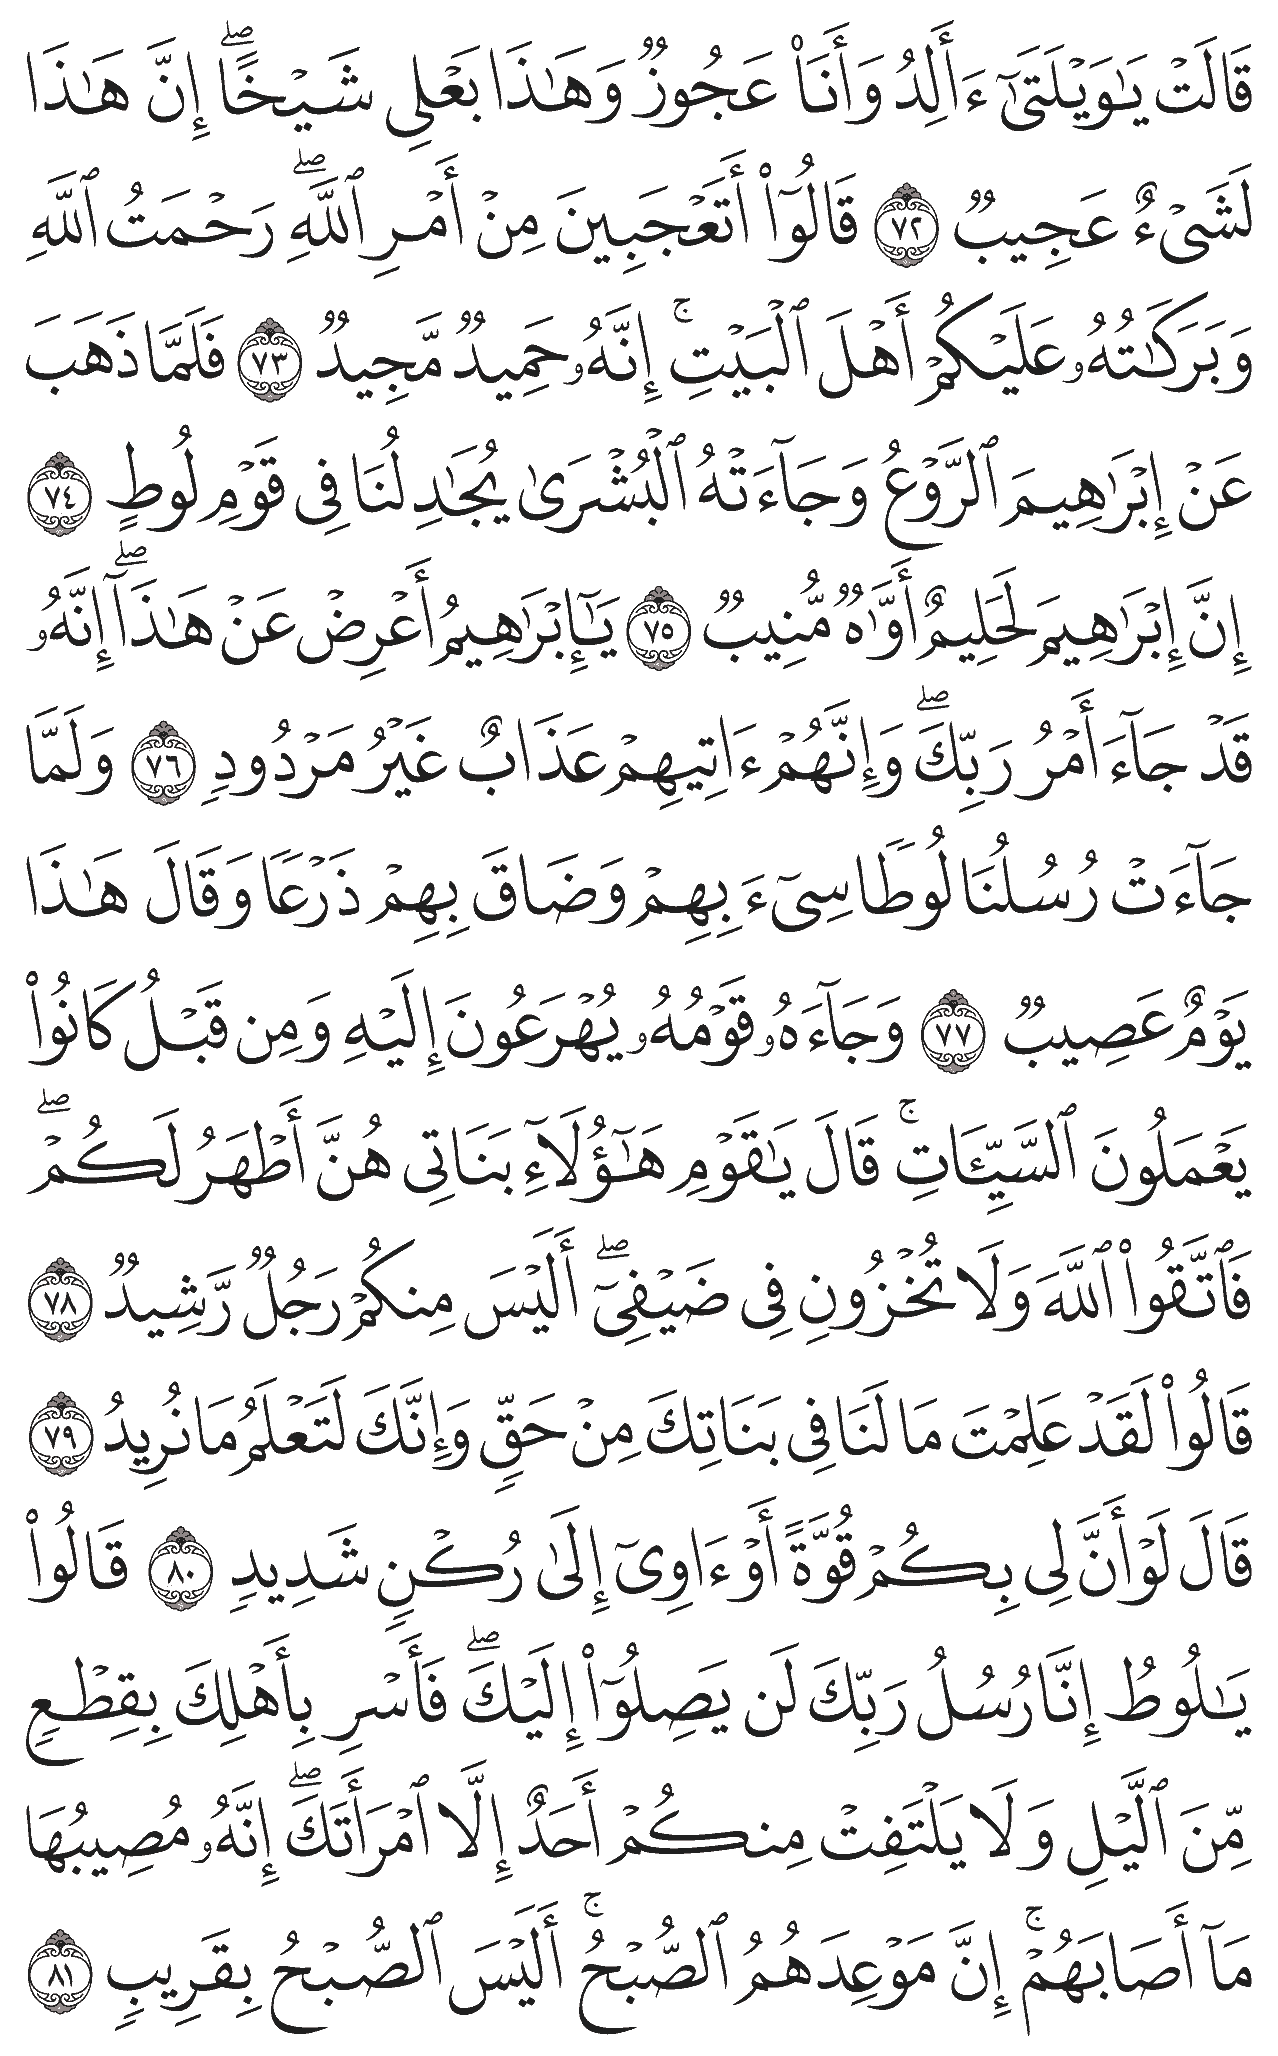 قَالَتْ يَٰوَيْلَتَىٰٓ ءَأَلِدُ وَأَنَا۠ عَجُوزٌ وَهَٰذَا بَعْلِى شَيْخًاۖ إِنَّ هَٰذَا
لَشَىْءٌ عَجِيبٌ ٧٢ قَالُوٓا۟ أَتَعْجَبِينَ مِنْ أَمْرِ ٱللَّهِۖ رَحْمَتُ ٱللَّهِ
وَبَرَكَٰتُهُۥ عَلَيْكُمْ أَهْلَ ٱلْبَيْتِۚ إِنَّهُۥ حَمِيدٌ مَّجِيدٌ ٧٣ فَلَمَّا ذَهَبَ
عَنْ إِبْرَٰهِيمَ ٱلرَّوْعُ وَجَآءَتْهُ ٱلْبُشْرَىٰ يُجَٰدِلُنَا فِى قَوْمِ لُوطٍ ٧٤
إِنَّ إِبْرَٰهِيمَ لَحَلِيمٌ أَوَّٰهٌ مُّنِيبٌ ٧٥ يَٰٓإِبْرَٰهِيمُ أَعْرِضْ عَنْ هَٰذَآۖ إِنَّهُۥ
قَدْ جَآءَ أَمْرُ رَبِّكَۖ وَإِنَّهُمْ ءَاتِيهِمْ عَذَابٌ غَيْرُ مَرْدُودٍ ٧٦ وَلَمَّا
جَآءَتْ رُسُلُنَا لُوطًا سِىٓءَ بِهِمْ وَضَاقَ بِهِمْ ذَرْعًا وَقَالَ هَٰذَا
يَوْمٌ عَصِيبٌ ٧٧ وَجَآءَهُۥ قَوْمُهُۥ يُهْرَعُونَ إِلَيْهِ وَمِن قَبْلُ كَانُوا۟
يَعْمَلُونَ ٱلسَّيِّـَٔاتِۚ قَالَ يَٰقَوْمِ هَٰٓؤُلَآءِ بَنَاتِى هُنَّ أَطْهَرُ لَكُمْۖ
فَٱتَّقُوا۟ ٱللَّهَ وَلَا تُخْزُونِ فِى ضَيْفِىٓۖ أَلَيْسَ مِنكُمْ رَجُلٌ رَّشِيدٌ ٧٨
قَالُوا۟ لَقَدْ عَلِمْتَ مَا لَنَا فِى بَنَاتِكَ مِنْ حَقٍّ وَإِنَّكَ لَتَعْلَمُ مَا نُرِيدُ ٧٩
قَالَ لَوْ أَنَّ لِى بِكُمْ قُوَّةً أَوْ ءَاوِىٓ إِلَىٰ رُكْنٍ شَدِيدٍ ٨٠ قَالُوا۟
يَٰلُوطُ إِنَّا رُسُلُ رَبِّكَ لَن يَصِلُوٓا۟ إِلَيْكَۖ فَأَسْرِ بِأَهْلِكَ بِقِطْعٍ
مِّنَ ٱلَّيْلِ وَلَا يَلْتَفِتْ مِنكُمْ أَحَدٌ إِلَّا ٱمْرَأَتَكَۖ إِنَّهُۥ مُصِيبُهَا
مَآ أَصَابَهُمْۚ إِنَّ مَوْعِدَهُمُ ٱلصُّبْحُۚ أَلَيْسَ ٱلصُّبْحُ بِقَرِيبٍ ٨١